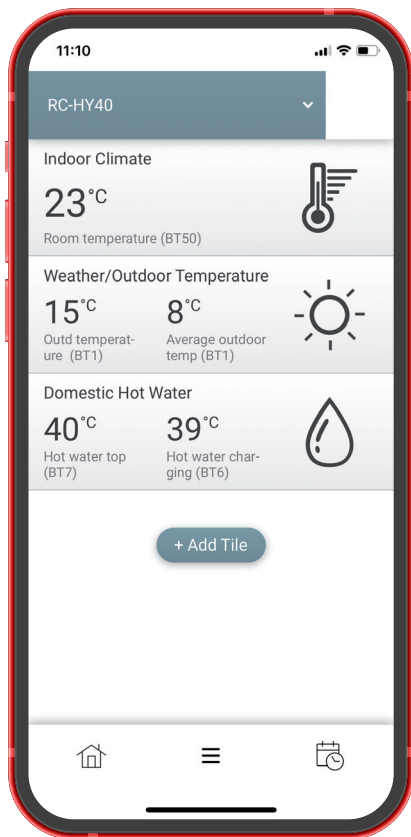 11:10
RC-HY40
Indoor Climate
23°C
Room temperature (BT50)
Weather/Outdoor Temperature
15°C 8°C
Outd temperat- Average outdoor
ure (BT1) temp (BT1)
Domestic Hot Water
40°C 39°C
Hot water top Hot water char-
(BT7) ging (BT6)
+ Add Tile